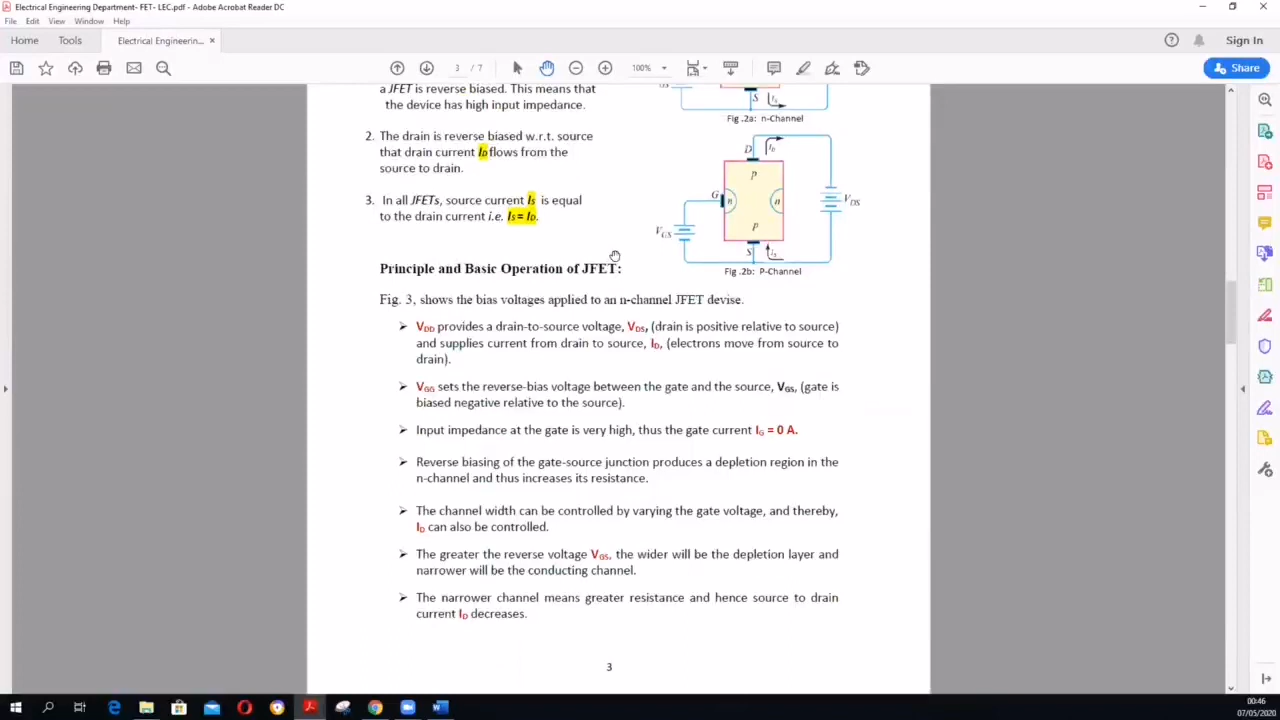 Electrical Engineering Department- FET- LEC.pdf - Adobe Acrobat Reader DC
File Edit View Window Help
Home Tools Electrical Engineerin... × Sign In
3 / 7 100% Share
a JFET is reverse biased. This means that
the device has high input impedance.
S
Fig .2a: n-Channel
2. The drain is reverse biased w.r.t. source
that drain current ID flows from the
source to drain.
3. In all JFETs, source current IS is equal
to the drain current i.e. IS = ID.
D ID
p
G n n VDS
VGS p
S IS
Fig .2b: P-Channel
Principle and Basic Operation of JFET:
Fig. 3, shows the bias voltages applied to an n-channel JFET devise.
➢ VDD provides a drain-to-source voltage, VDS, (drain is positive relative to source)
and supplies current from drain to source, ID, (electrons move from source to
drain).
➢ VGG sets the reverse-bias voltage between the gate and the source, VGS, (gate is
biased negative relative to the source).
➢ Input impedance at the gate is very high, thus the gate current IG = 0 A.
➢ Reverse biasing of the gate-source junction produces a depletion region in the
n-channel and thus increases its resistance.
➢ The channel width can be controlled by varying the gate voltage, and thereby,
ID can also be controlled.
➢ The greater the reverse voltage VGS, the wider will be the depletion layer and
narrower will be the conducting channel.
➢ The narrower channel means greater resistance and hence source to drain
current ID decreases.
3
00:46
07/05/2020